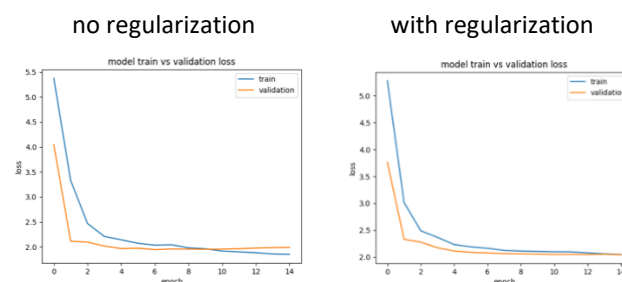 no regularization
model train vs validation loss
train
validation
5.5
5.0
4.5
4.0
3.5
3.0
2.5
2.0
loss
0 2 4 6 8 10 12 14
epoch
with regularization
model train vs validation loss
train
validation
5.0
4.5
4.0
3.5
3.0
2.5
2.0
loss
0 2 4 6 8 10 12 14
epoch